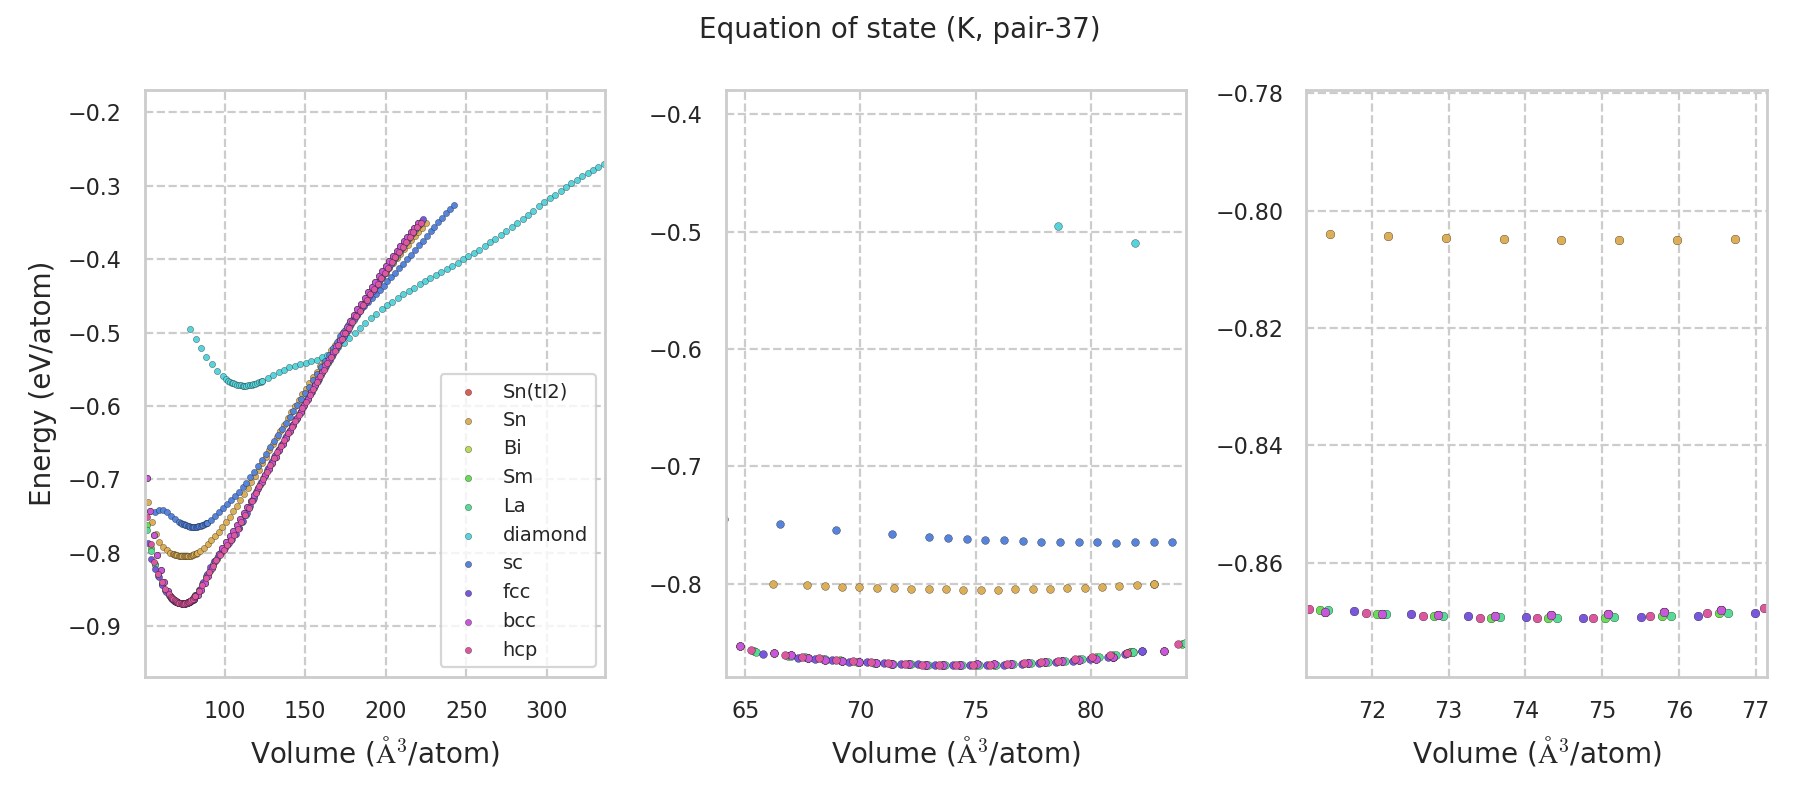 Equation of state (K, pair-37)
Energy (eV/atom)
−0.2
−0.3
−0.4
−0.5
−0.6
−0.7
−0.8
−0.9
100 150 200 250 300
Volume (Å³/atom)
Sn(tI2)
Sn
Bi
Sm
La
diamond
sc
fcc
bcc
hcp
−0.4
−0.5
−0.6
−0.7
−0.8
65 70 75 80
Volume (Å³/atom)
−0.78
−0.80
−0.82
−0.84
−0.86
72 73 74 75 76 77
Volume (Å³/atom)